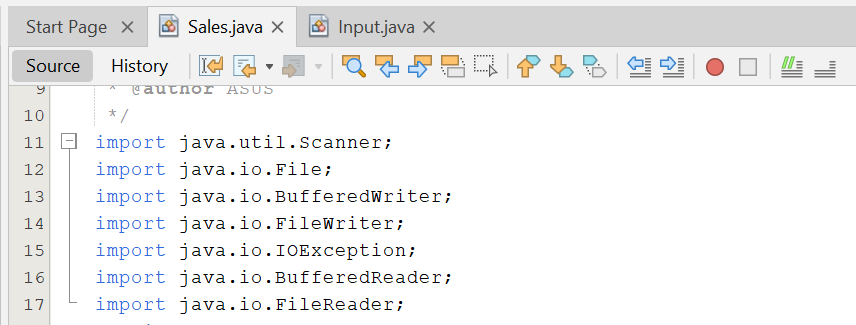 Start Page
Sales.java
Input.java
Source
History
9 * @author ASUS
10 */
11 import java.util.Scanner;
12 import java.io.File;
13 import java.io.BufferedWriter;
14 import java.io.FileWriter;
15 import java.io.IOException;
16 import java.io.BufferedReader;
17 import java.io.FileReader;